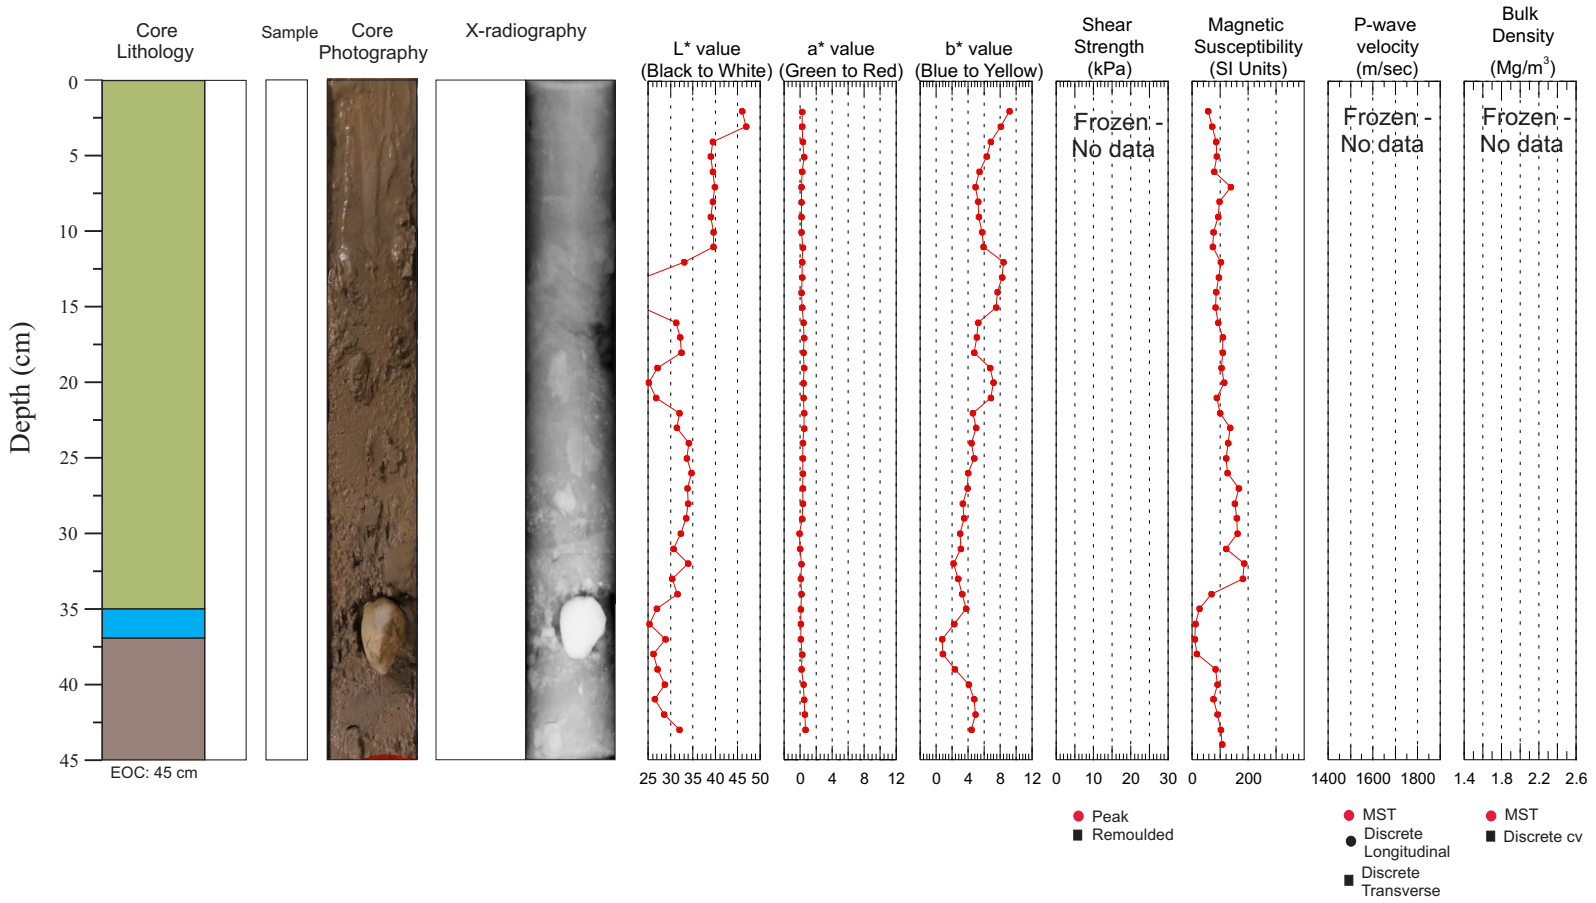 Core
Lithology
Sample
Core
Photography
X-radiography
L* value
(Black to White)
a* value
(Green to Red)
b* value
(Blue to Yellow)
Shear
Strength
(kPa)
Magnetic
Susceptibility
(SI Units)
P-wave
velocity
(m/sec)
Bulk
Density
(Mg/m³)
Depth (cm)
0
5
10
15
20
25
30
35
40
45
EOC: 45 cm
Frozen -
No data
Frozen -
No data
Frozen -
No data
25 30 35 40 45 50
0 4 8 12
0 4 8 12
0 10 20 30
0 200
1400 1600 1800
1.4 1.8 2.2 2.6
Peak
Remoulded
MST
Discrete
Longitudinal
Discrete
Transverse
MST
Discrete cv